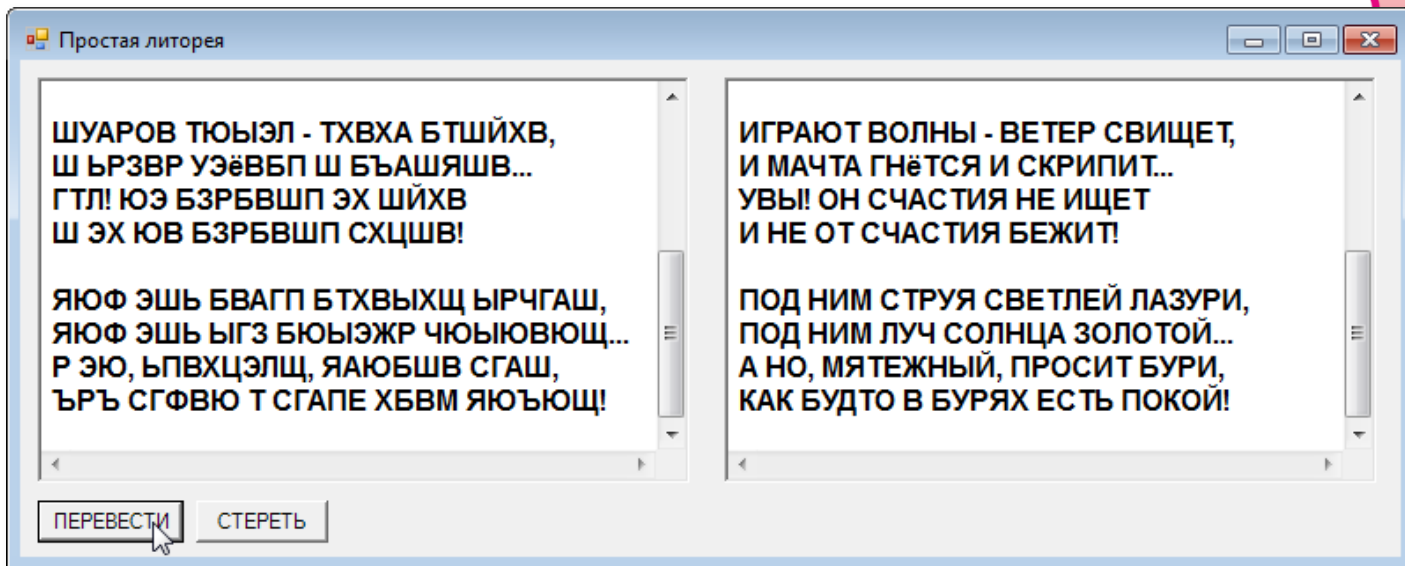 Простая литорея
ШУАРОВ ТЮЫЭЛ - ТХВХА БТШЙХВ,
Ш ЬРЗВР УЭёВБП Ш БЪАШЯШВ...
ГТЛ! ЮЭ БЗРБВШП ЭХ ШЙХВ
Ш ЭХ ЮВ БЗРБВШП СХЦШВ!
ЯЮФ ЭШЬ БВАГП БТХВЫХЩ ЫРЧГАШ,
ЯЮФ ЭШЬ ЫГЗ БЮЫЭЖР ЧЮЫЮВЮЩ...
Р ЭЮ, ЬПВХЦЭЛЩ, ЯАЮБШВ СГАШ,
ЪРЪ СГФВЮ Т СГАПЕ ХБВМ ЯЮЪЮЩ!
ИГРАЮТ ВОЛНЫ - ВЕТЕР СВИЩЕТ,
И МАЧТА ГНёТСЯ И СКРИПИТ...
УВЫ! ОН СЧАСТИЯ НЕ ИЩЕТ
И НЕ ОТ СЧАСТИЯ БЕЖИТ!
ПОД НИМ СТРУЯ СВЕТЛЕЙ ЛАЗУРИ,
ПОД НИМ ЛУЧ СОЛНЦА ЗОЛОТОЙ...
А НО, МЯТЕЖНЫЙ, ПРОСИТ БУРИ,
КАК БУДТО В БУРЯХ ЕСТЬ ПОКОЙ!
ПЕРЕВЕСТИ
СТЕРЕТЬ